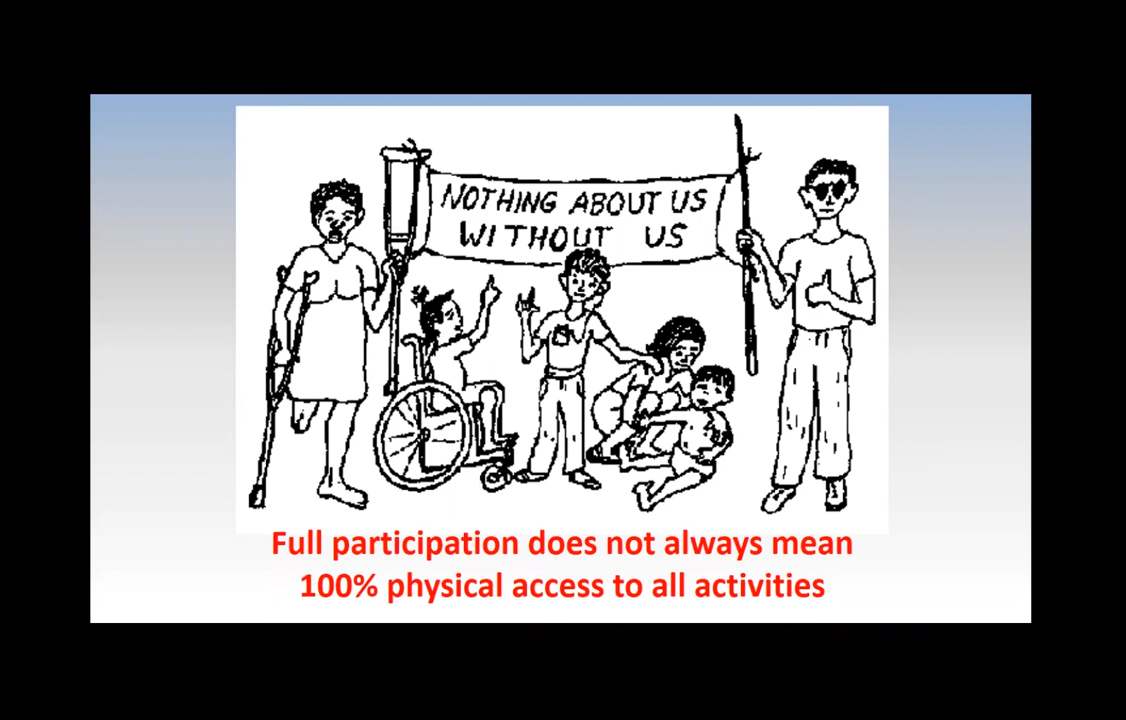 NOTHING ABOUT US
WITHOUT US
Full participation does not always mean
100% physical access to all activities